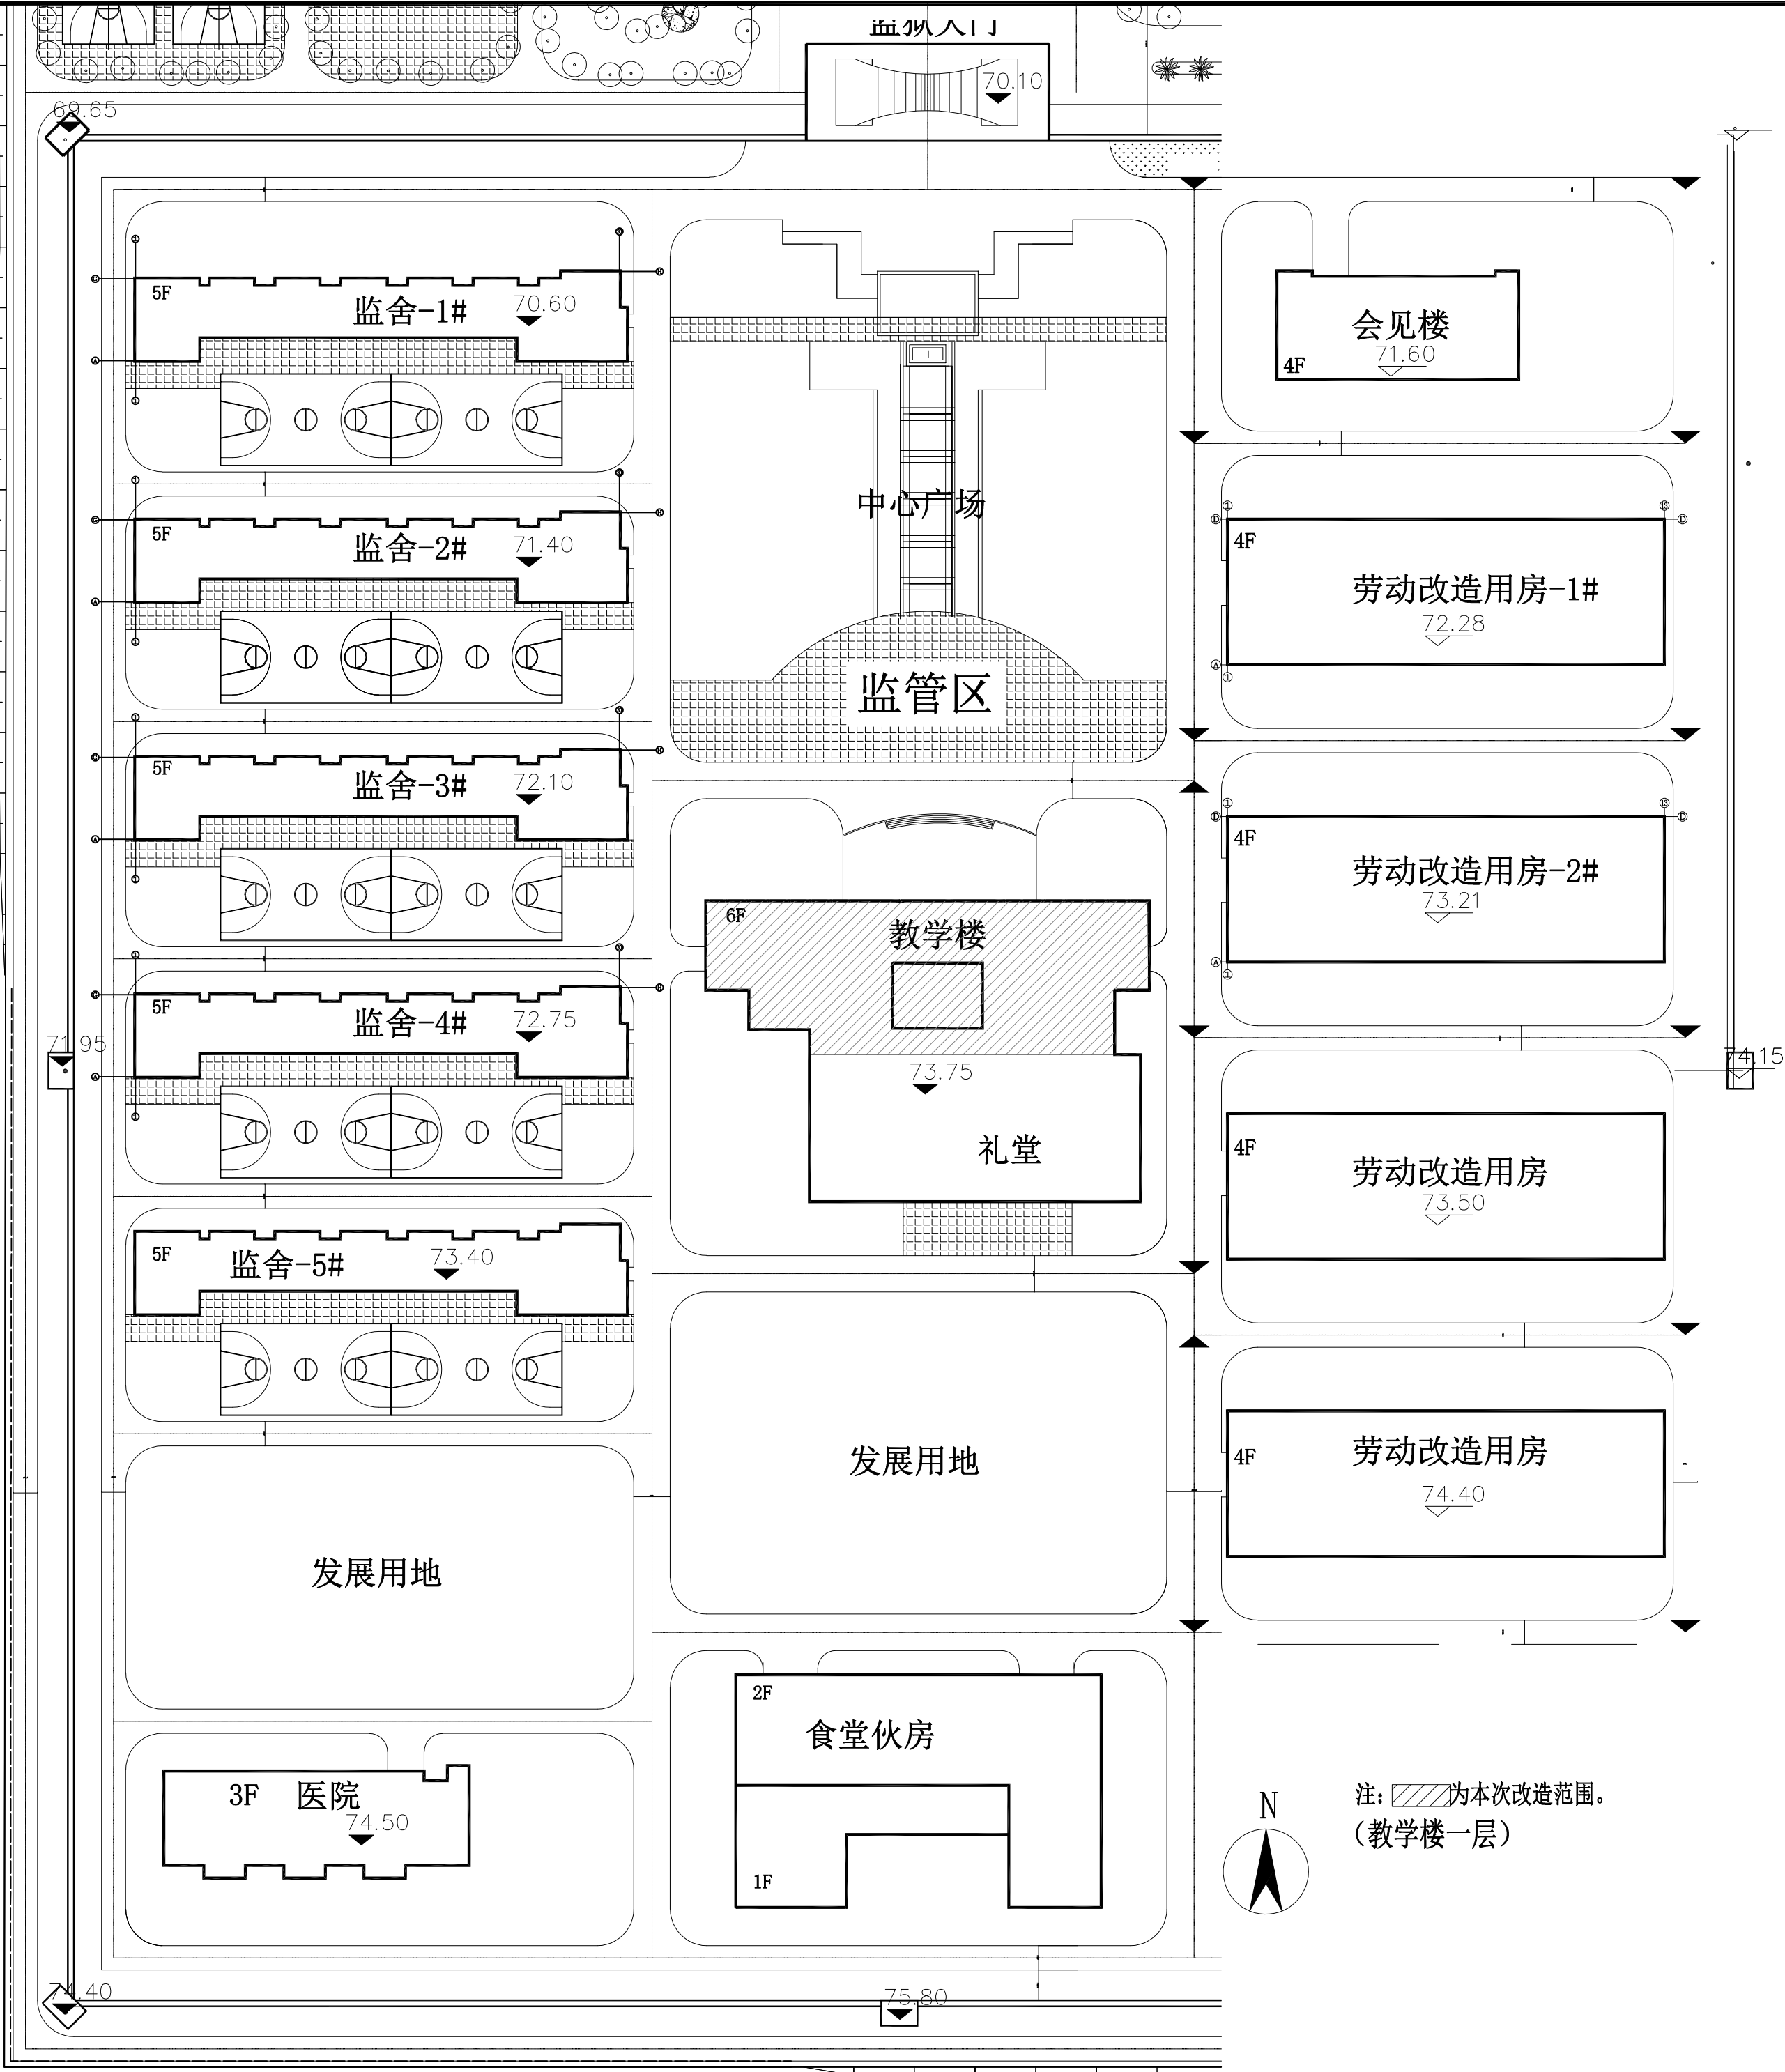 监狱大门
70.10
69.65
5F
监舍-1#
70.60
会见楼
71.60
4F
中心广场
5F
监舍-2#
71.40
4F
劳动改造用房-1#
72.28
监管区
5F
监舍-3#
72.10
4F
劳动改造用房-2#
73.21
6F
教学楼
5F
监舍-4#
72.75
71.95
73.75
74.15
礼堂
4F
劳动改造用房
73.50
5F
监舍-5#
73.40
发展用地
4F
劳动改造用房
74.40
发展用地
2F
食堂伙房
1F
3F 医院
74.50
N
注: 为本次改造范围。
(教学楼一层)
74.40
75.80